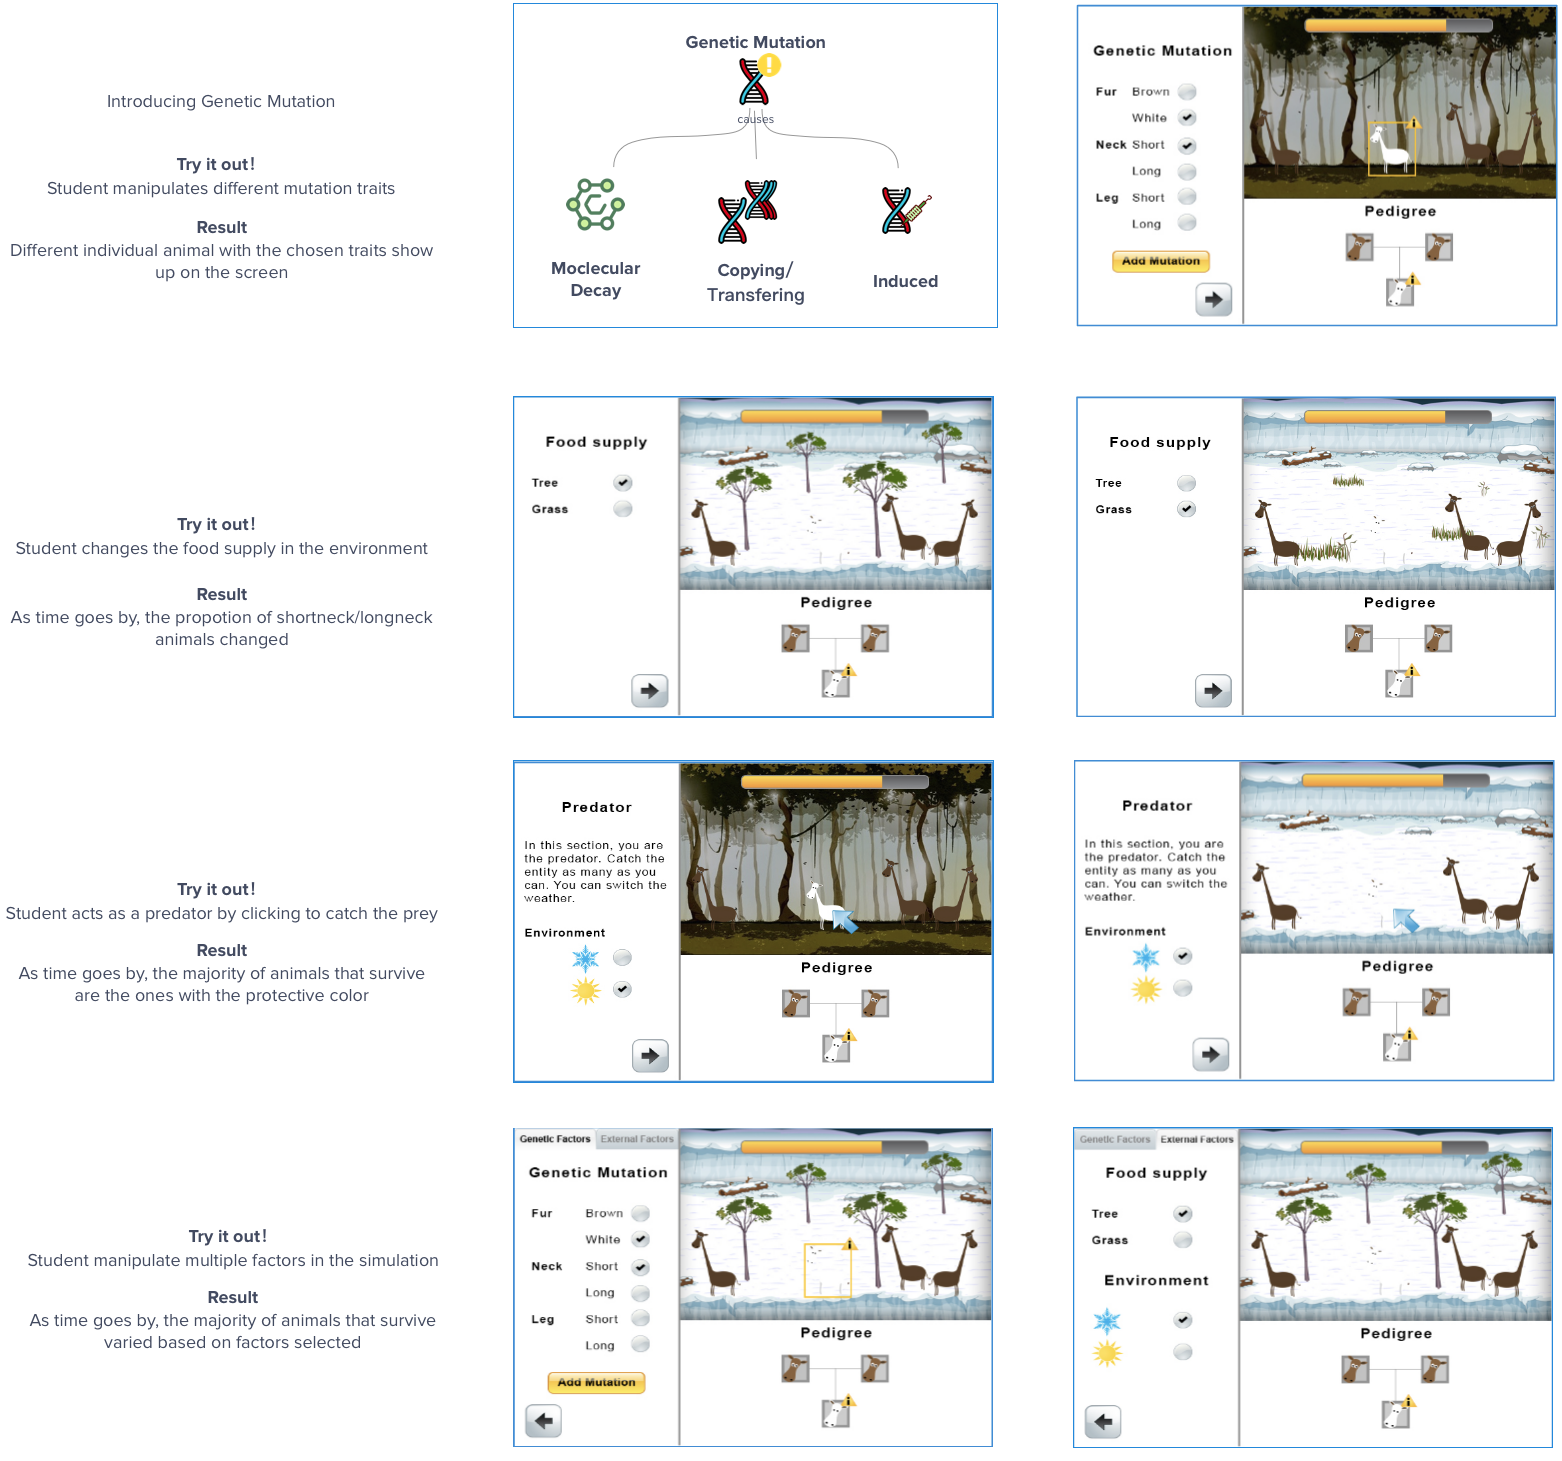 Introducing Genetic Mutation
Try it out!
Student manipulates different mutation traits
Result
Different individual animal with the chosen traits show
up on the screen
Genetic Mutation
causes
Moclecular
Decay
Copying/
Transfering
Induced
Genetic Mutation
Fur Brown
White
Neck Short
Long
Leg Short
Long
Add Mutation
Pedigree
Try it out!
Student changes the food supply in the environment
Result
As time goes by, the propotion of shortneck/longneck
animals changed
Food supply
Tree
Grass
Pedigree
Food supply
Tree
Grass
Pedigree
Try it out!
Student acts as a predator by clicking to catch the prey
Result
As time goes by, the majority of animals that survive
are the ones with the protective color
Predator
In this section, you are
the predator. Catch the
entity as many as you
can. You can switch the
weather.
Environment
Pedigree
Predator
In this section, you are
the predator. Catch the
entity as many as you
can. You can switch the
weather.
Environment
Pedigree
Try it out!
Student manipulate multiple factors in the simulation
Result
As time goes by, the majority of animals that survive
varied based on factors selected
Genetic Factors External Factors
Genetic Mutation
Fur Brown
White
Neck Short
Long
Leg Short
Long
Add Mutation
Pedigree
Genetic Factors External Factors
Food supply
Tree
Grass
Environment
Pedigree